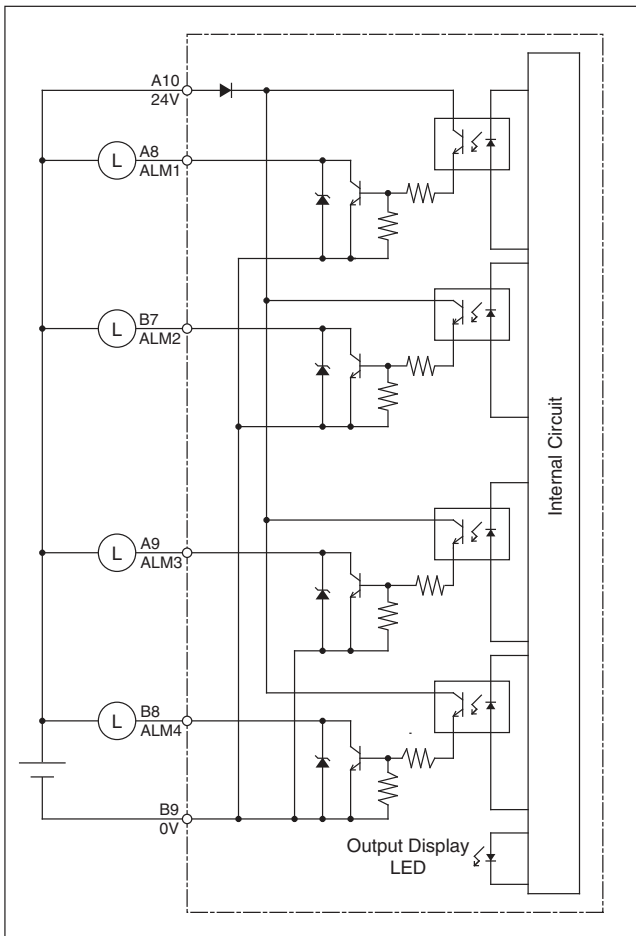 A10
24V
L
A8
ALM1
L
B7
ALM2
L
A9
ALM3
L
B8
ALM4
B9
0V
Output Display
LED
Internal Circuit